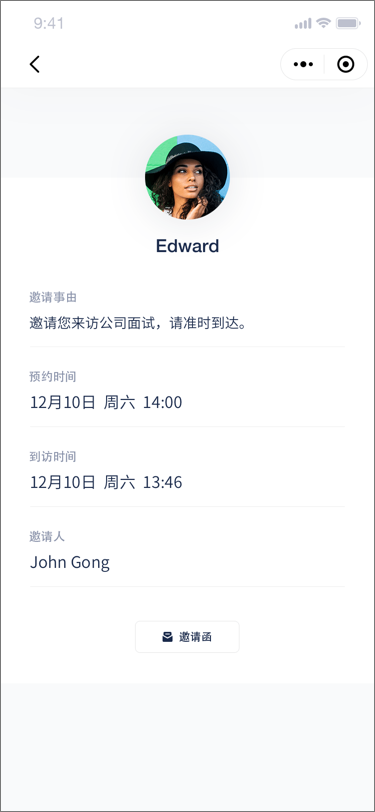 9:41
Edward
邀请事由
邀请您来访公司面试，请准时到达。
预约时间
12月10日 周六 14:00
到访时间
12月10日 周六 13:46
邀请人
John Gong
邀请函